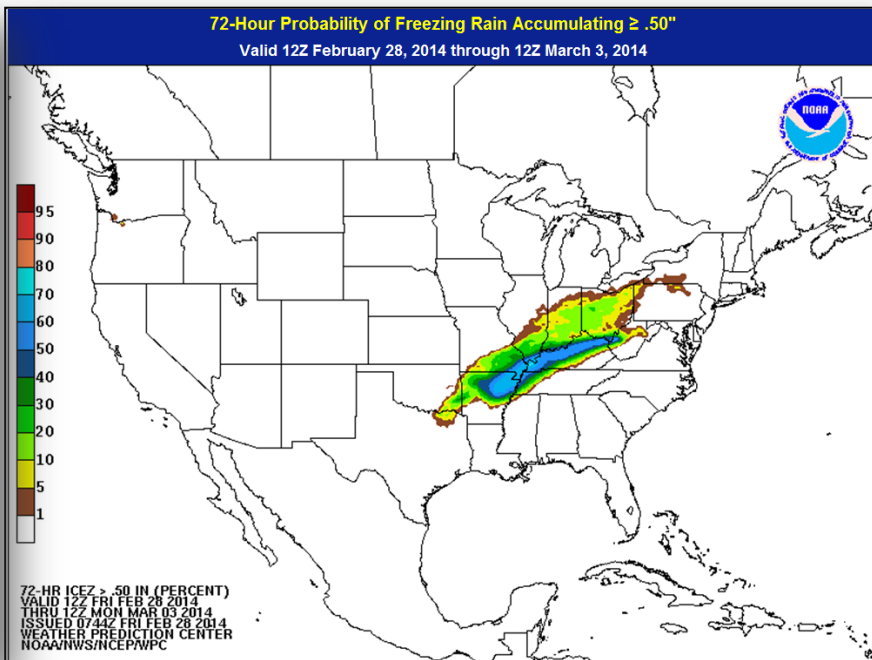 72-Hour Probability of Freezing Rain Accumulating ≥ .50"
Valid 12Z February 28, 2014 through 12Z March 3, 2014
NOAA
95
90
80
70
60
50
40
30
20
10
5
1
72-HR ICEZ > .50 IN (PERCENT)
VALID 12Z FRI FEB 28 2014
THRU 12Z MON MAR 03 2014
ISSUED 0744Z FRI FEB 28 2014
WEATHER PREDICTION CENTER
NOAA/NWS/NCEP/WPC